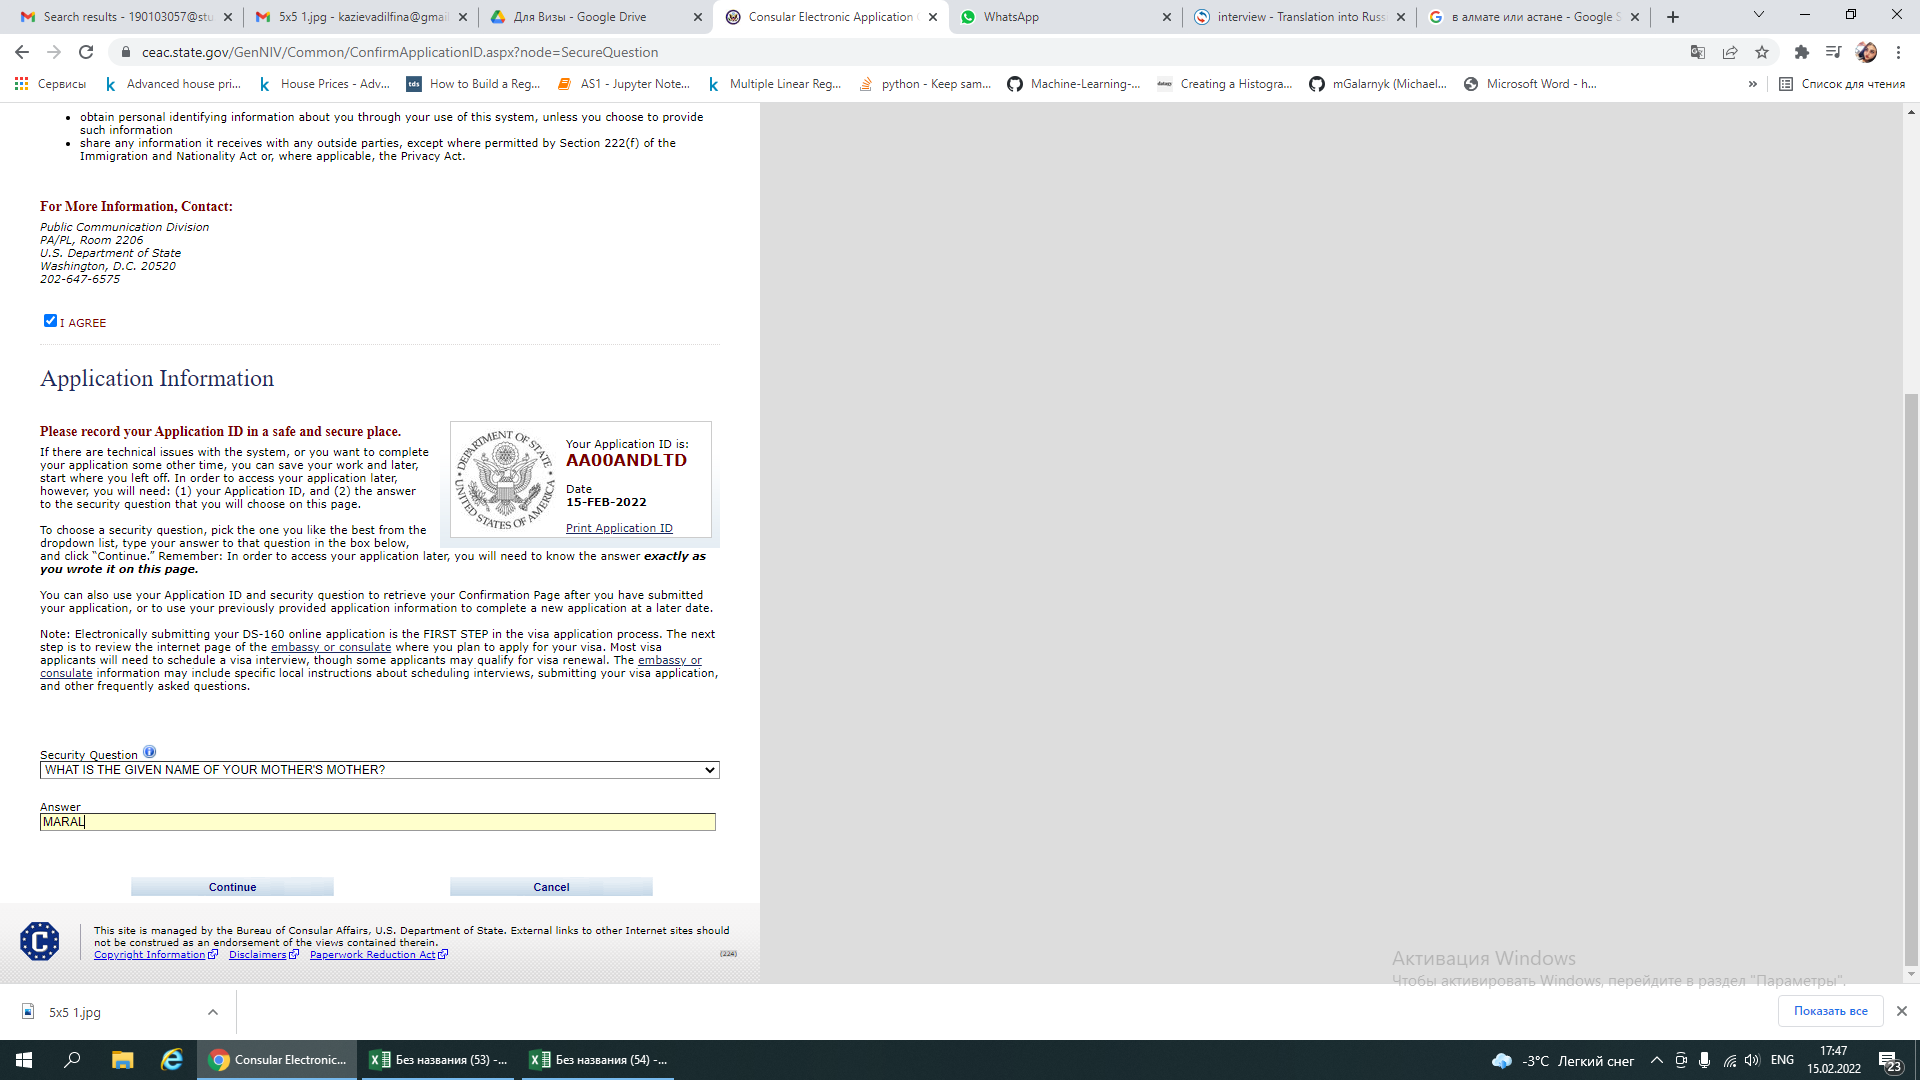 Search results - 190103057@stu
5x5 1.jpg - kazievadilfina@gmail
Для Визы - Google Drive
Consular Electronic Application
WhatsApp
interview - Translation into Russi
в алмате или астане - Google S
ceac.state.gov/GenNIV/Common/ConfirmApplicationID.aspx?node=SecureQuestion
Сервисы
Advanced house pri...
House Prices - Adv...
tds
How to Build a Reg...
AS1 - Jupyter Note...
Multiple Linear Reg...
python - Keep sam...
Machine-Learning-...
Creating a Histogra...
mGalarnyk (Michael...
Microsoft Word - h...
»
Список для чтения
obtain personal identifying information about you through your use of this system, unless you choose to provide
such information
share any information it receives with any outside parties, except where permitted by Section 222(f) of the
Immigration and Nationality Act or, where applicable, the Privacy Act.
For More Information, Contact:
Public Communication Division
PA/PL, Room 2206
U.S. Department of State
Washington, D.C. 20520
202-647-6575
I AGREE
Application Information
Please record your Application ID in a safe and secure place.
If there are technical issues with the system, or you want to complete
your application some other time, you can save your work and later,
start where you left off. In order to access your application later,
however, you will need: (1) your Application ID, and (2) the answer
to the security question that you will choose on this page.
DEPARTMENT OF STATE
UNITED STATES OF AMERICA
Your Application ID is:
AA00ANDLTD
Date
15-FEB-2022
Print Application ID
To choose a security question, pick the one you like the best from the
dropdown list, type your answer to that question in the box below,
and click “Continue.” Remember: In order to access your application later, you will need to know the answer exactly as
you wrote it on this page.
You can also use your Application ID and security question to retrieve your Confirmation Page after you have submitted
your application, or to use your previously provided application information to complete a new application at a later date.
Note: Electronically submitting your DS-160 online application is the FIRST STEP in the visa application process. The next
step is to review the internet page of the embassy or consulate where you plan to apply for your visa. Most visa
applicants will need to schedule a visa interview, though some applicants may qualify for visa renewal. The embassy or
consulate information may include specific local instructions about scheduling interviews, submitting your visa application,
and other frequently asked questions.
Security Question
WHAT IS THE GIVEN NAME OF YOUR MOTHER'S MOTHER?
Answer
MARAL
Continue
Cancel
C
This site is managed by the Bureau of Consular Affairs, U.S. Department of State. External links to other Internet sites should
not be construed as an endorsement of the views contained therein.
Copyright Information
Disclaimers
Paperwork Reduction Act
(224)
Активация Windows
Чтобы активировать Windows, перейдите в раздел "Параметры".
5x5 1.jpg
Показать все
Consular Electronic...
Без названия (53) -...
Без названия (54) -...
-3°C Легкий снег
ENG
17:47
15.02.2022
23